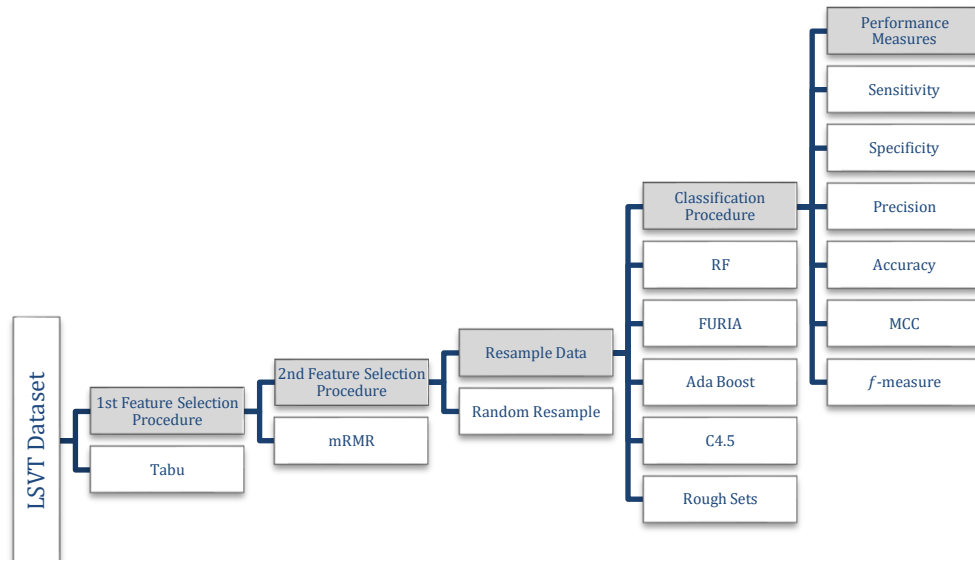 LSVT Dataset
1st Feature Selection
Procedure
Tabu
2nd Feature Selection
Procedure
mRMR
Resample Data
Random Resample
Classification
Procedure
RF
FURIA
Ada Boost
C4.5
Rough Sets
Performance
Measures
Sensitivity
Specificity
Precision
Accuracy
MCC
f-measure